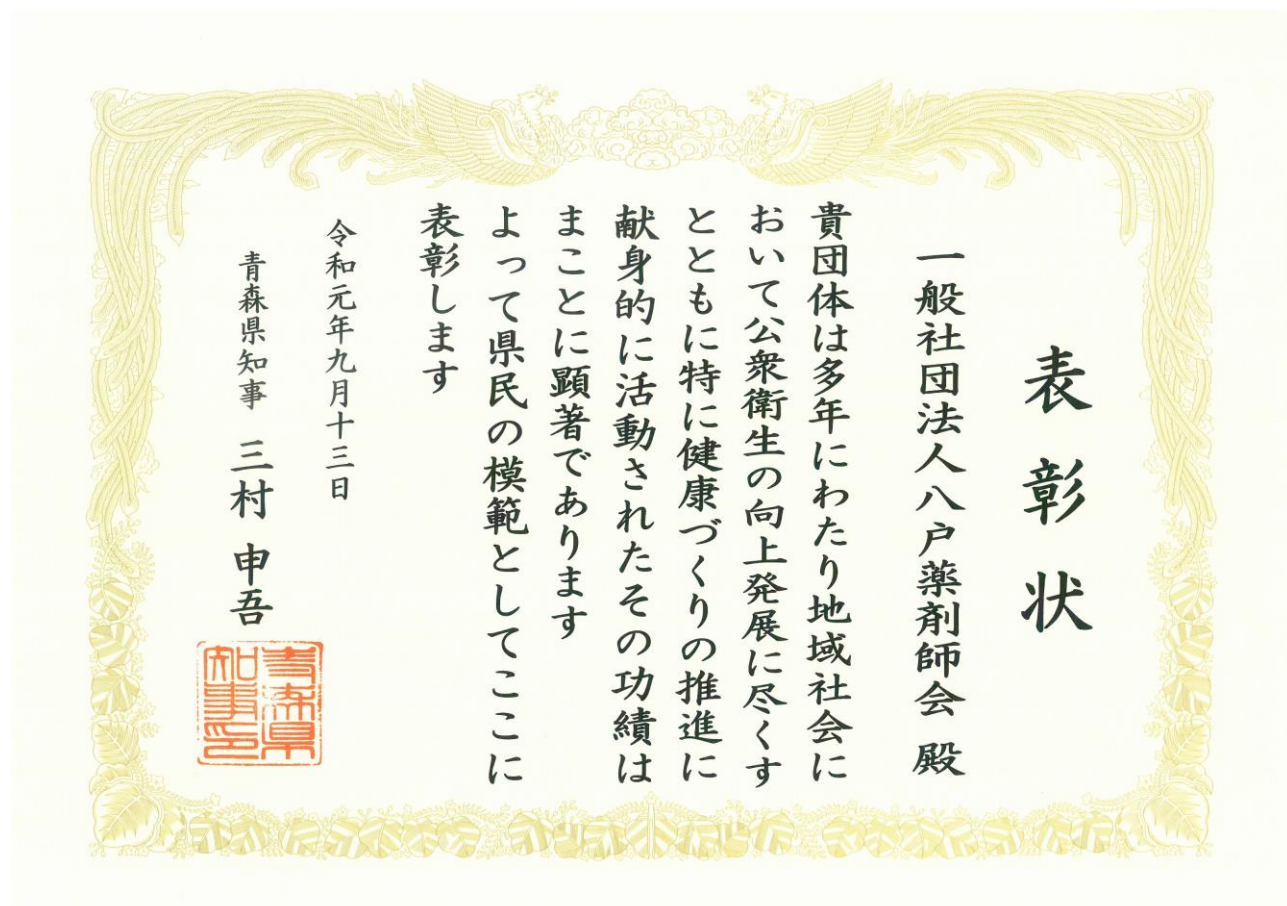 表彰状
一般社団法人八戸薬剤師会 殿
貴団体は多年にわたり地域社会に
おいて公衆衛生の向上発展に尽くす
とともに特に健康づくりの推進に
献身的に活動されたその功績は
まことに顕著であります
よって県民の模範としてここに
表彰します
令和元年九月十三日
青森県知事 三村 申吾
青森県
知事印